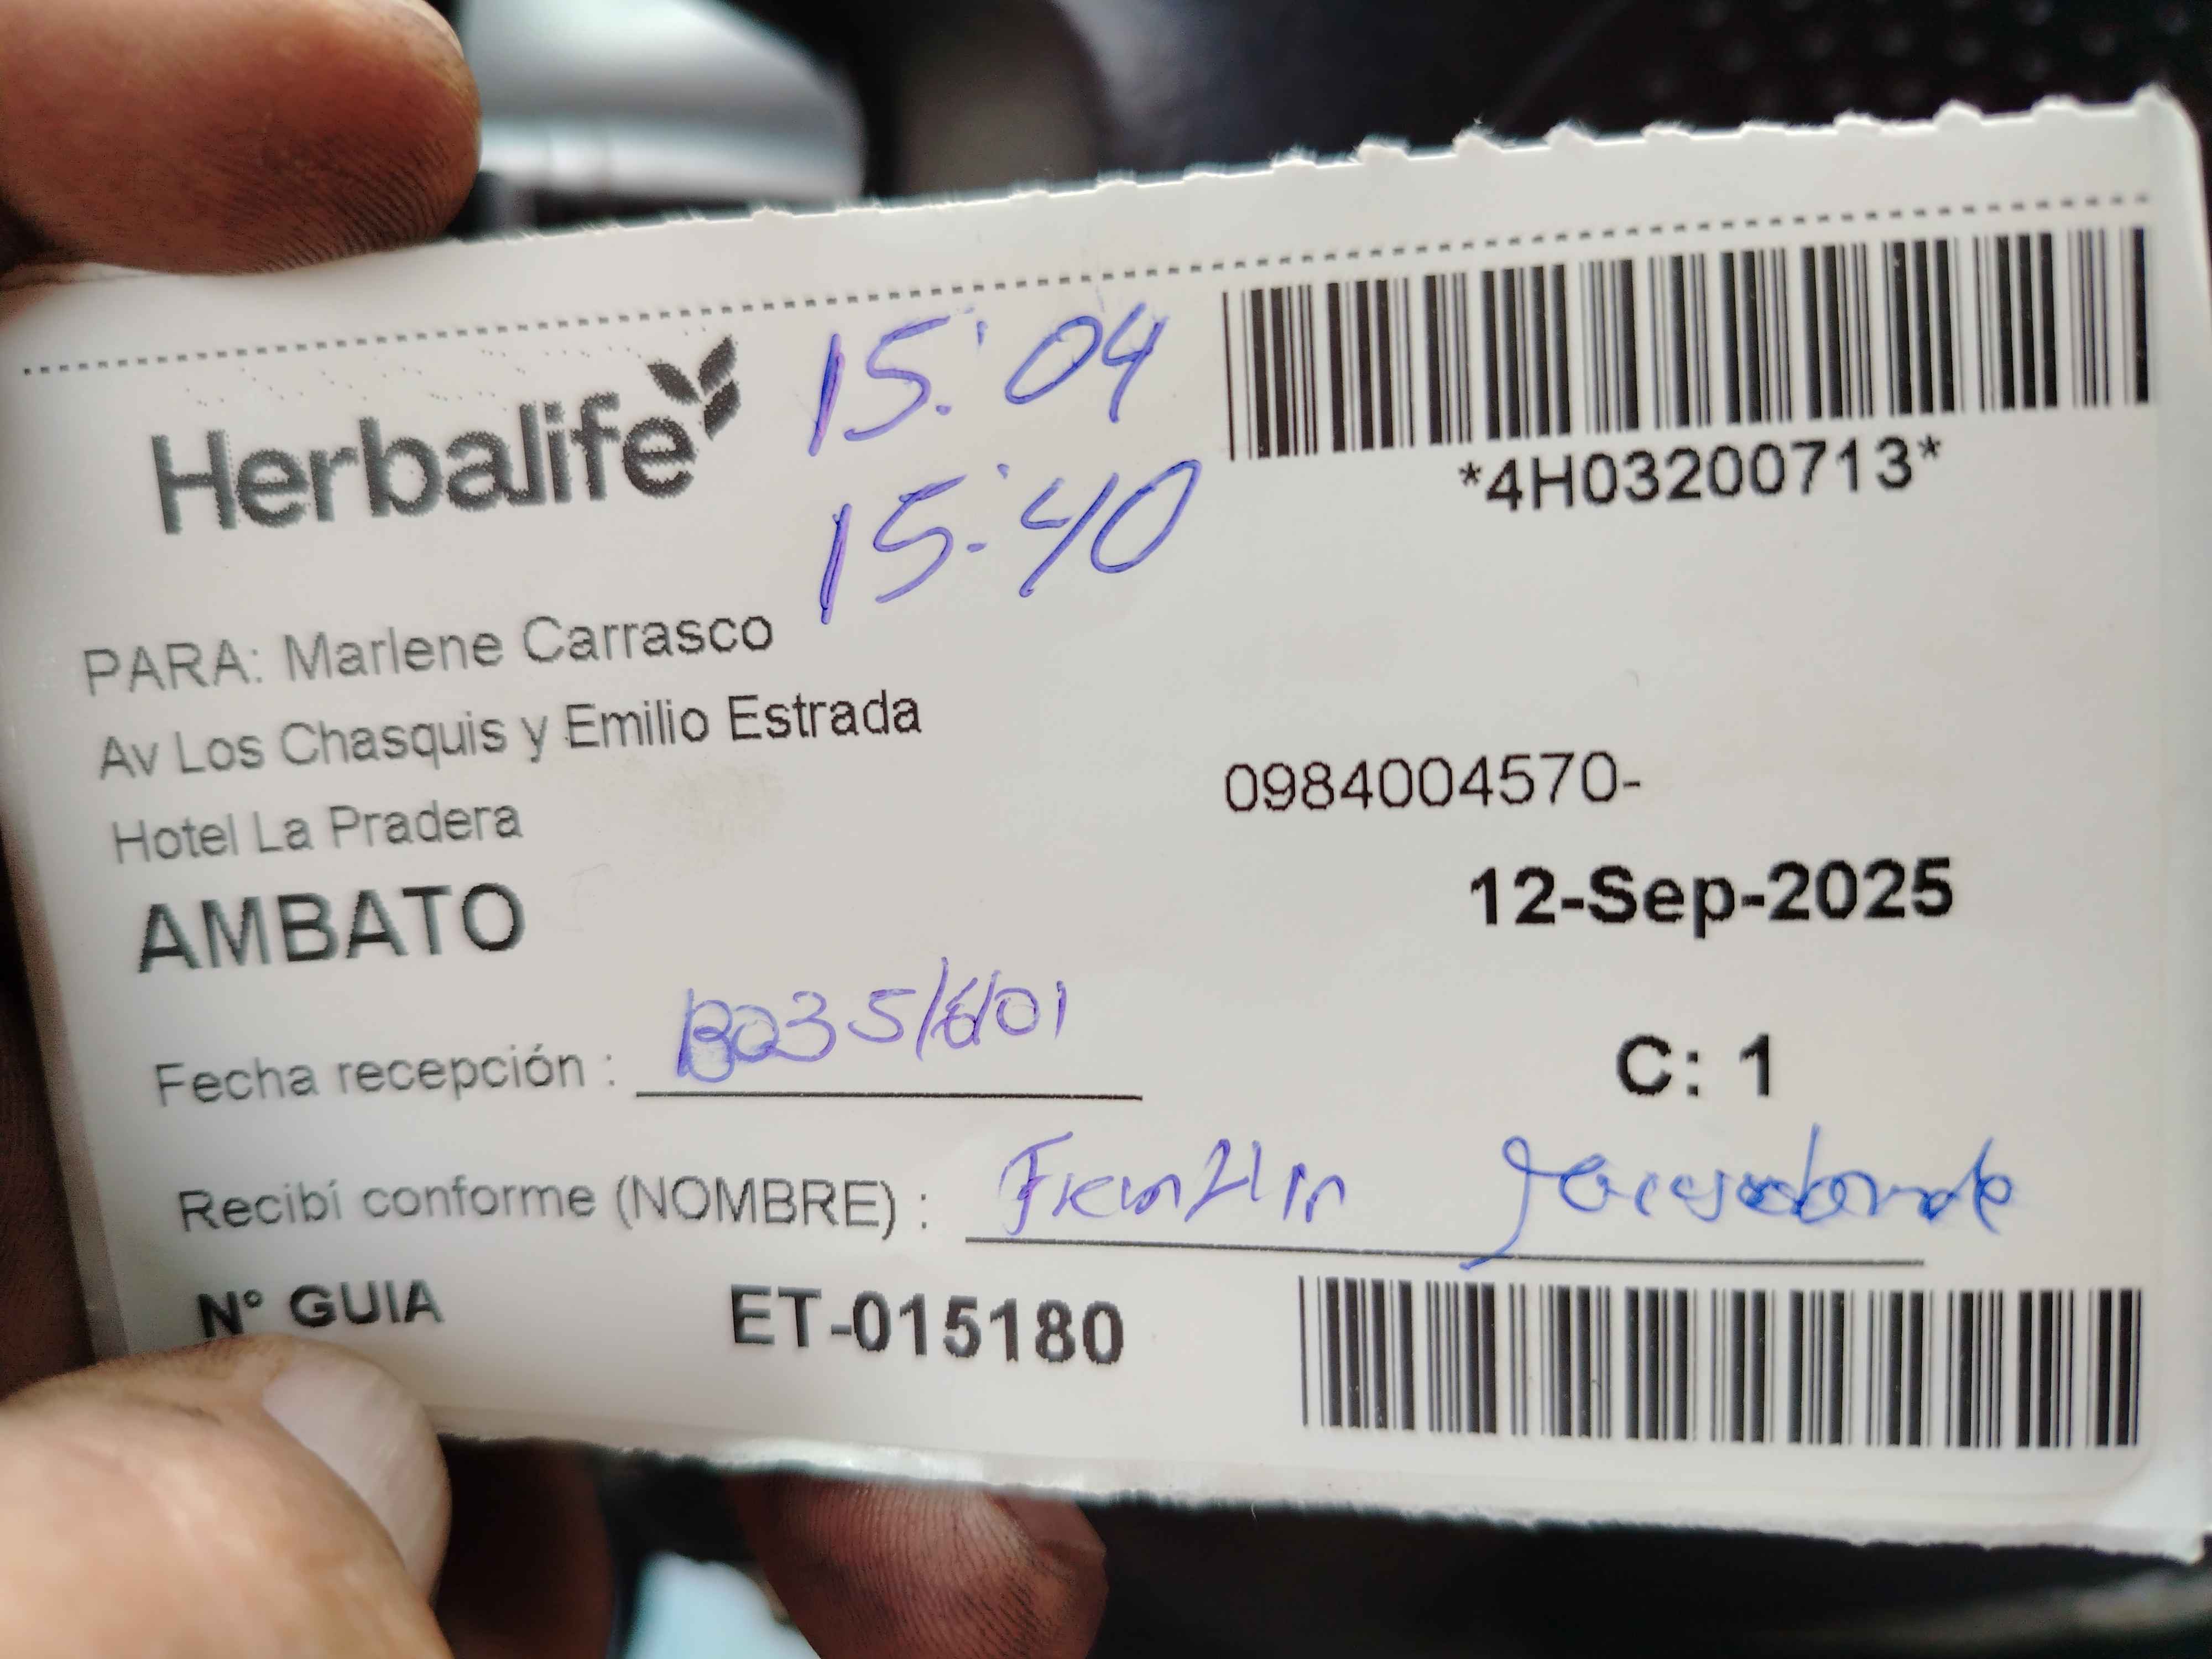 Herbalife
15:04
15:40
*4H03200713*
PARA: Marlene Carrasco
Av Los Chasquis y Emilio Estrada
0984004570-
Hotel La Pradera
12-Sep-2025
AMBATO
C: 1
Fecha recepción :
Recibí conforme (NOMBRE) :
N° GUIA ET-015180